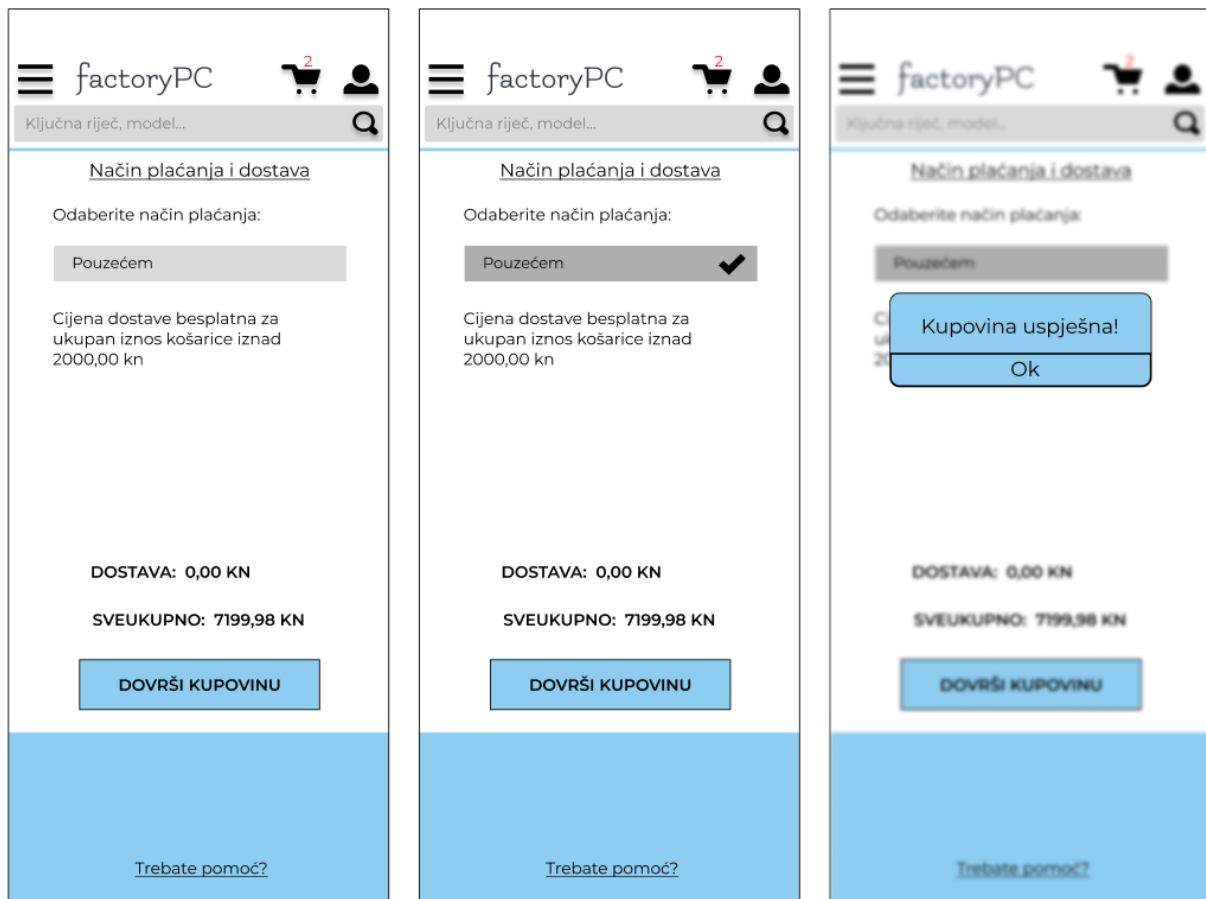 2
factoryPC
Ključna riječ, model...
Način plaćanja i dostava
Odaberite način plaćanja:
Pouzećem
Cijena dostave besplatna za
ukupan iznos košarice iznad
2000,00 kn
DOSTAVA: 0,00 KN
SVEUKUPNO: 7199,98 KN
DOVRŠI KUPOVINU
Trebate pomoć?
2
factoryPC
Ključna riječ, model...
Način plaćanja i dostava
Odaberite način plaćanja:
Pouzećem
Cijena dostave besplatna za
ukupan iznos košarice iznad
2000,00 kn
DOSTAVA: 0,00 KN
SVEUKUPNO: 7199,98 KN
DOVRŠI KUPOVINU
Trebate pomoć?
2
factoryPC
Ključna riječ, model...
Način plaćanja i dostava
Odaberite način plaćanja:
Pouzećem
Kupovina uspješna!
Ok
DOSTAVA: 0,00 KN
SVEUKUPNO: 7199,98 KN
DOVRŠI KUPOVINU
Trebate pomoć?